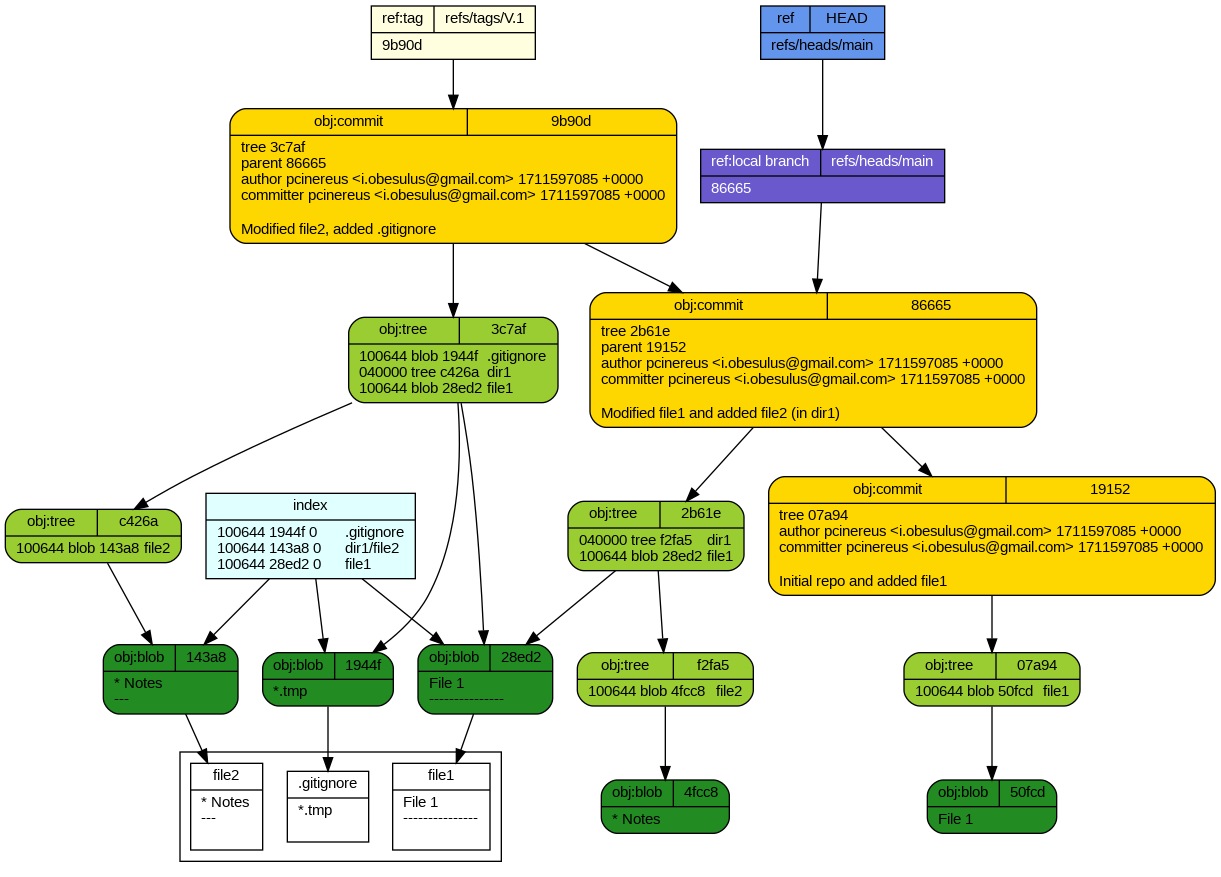 ref:tag refs/tags/V.1
9b90d
ref HEAD
refs/heads/main
obj:commit 9b90d
tree 3c7af
parent 86665
author pcinereus <i.obesulus@gmail.com> 1711597085 +0000
committer pcinereus <i.obesulus@gmail.com> 1711597085 +0000
Modified file2, added .gitignore
ref:local branch refs/heads/main
86665
obj:commit 86665
tree 2b61e
parent 19152
author pcinereus <i.obesulus@gmail.com> 1711597085 +0000
committer pcinereus <i.obesulus@gmail.com> 1711597085 +0000
Modified file1 and added file2 (in dir1)
obj:tree 3c7af
100644 blob 1944f .gitignore
040000 tree c426a dir1
100644 blob 28ed2 file1
obj:tree c426a
100644 blob 143a8 file2
index
100644 1944f 0 .gitignore
100644 143a8 0 dir1/file2
100644 28ed2 0 file1
obj:tree 2b61e
040000 tree f2fa5 dir1
100644 blob 28ed2 file1
obj:commit 19152
tree 07a94
author pcinereus <i.obesulus@gmail.com> 1711597085 +0000
committer pcinereus <i.obesulus@gmail.com> 1711597085 +0000
Initial repo and added file1
obj:blob 143a8
* Notes
---
obj:blob 1944f
*.tmp
obj:blob 28ed2
File 1
---------------
obj:tree f2fa5
100644 blob 4fcc8 file2
obj:tree 07a94
100644 blob 50fcd file1
file2
* Notes
---
.gitignore
*.tmp
file1
File 1
---------------
obj:blob 4fcc8
* Notes
obj:blob 50fcd
File 1